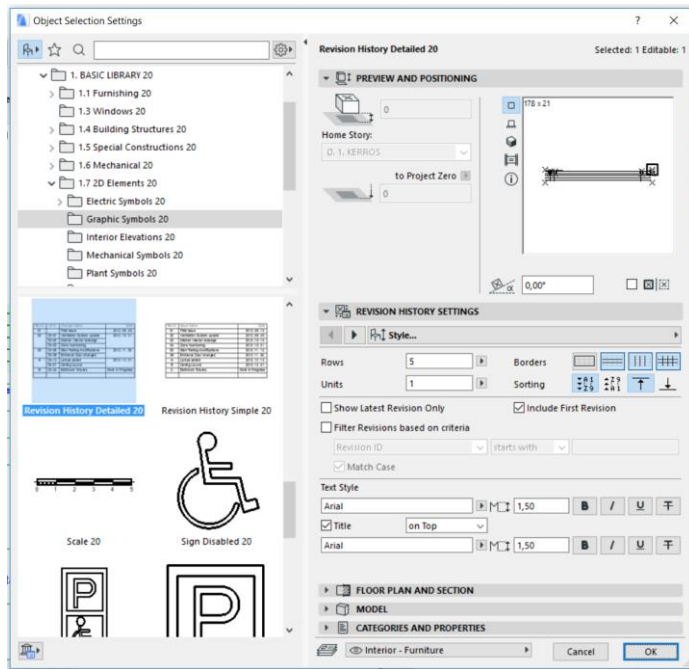 Object Selection Settings
? X
1. BASIC LIBRARY 20
1.1 Furnishing 20
1.3 Windows 20
1.4 Building Structures 20
1.5 Special Constructions 20
1.6 Mechanical 20
1.7 2D Elements 20
Electric Symbols 20
Graphic Symbols 20
Interior Elevations 20
Mechanical Symbols 20
Plant Symbols 20
Revision History Detailed 20
Revision History Simple 20
0 1 2 3 4 5
Scale 20
Sign Disabled 20
P
P
Revision History Detailed 20
Selected: 1 Editable: 1
PREVIEW AND POSITIONING
0
Home Story:
0. 1. KERROS
to Project Zero
0
178 x 21
α
0,00°
REVISION HISTORY SETTINGS
Style...
Rows 5 Borders
Units 1 Sorting
Show Latest Revision Only
Include First Revision
Filter Revisions based on criteria
Revision ID starts with
Match Case
Text Style
Arial 1,50 B I U T
Title on Top
Arial 1,50 B I U T
FLOOR PLAN AND SECTION
MODEL
CATEGORIES AND PROPERTIES
Interior - Furniture
Cancel OK